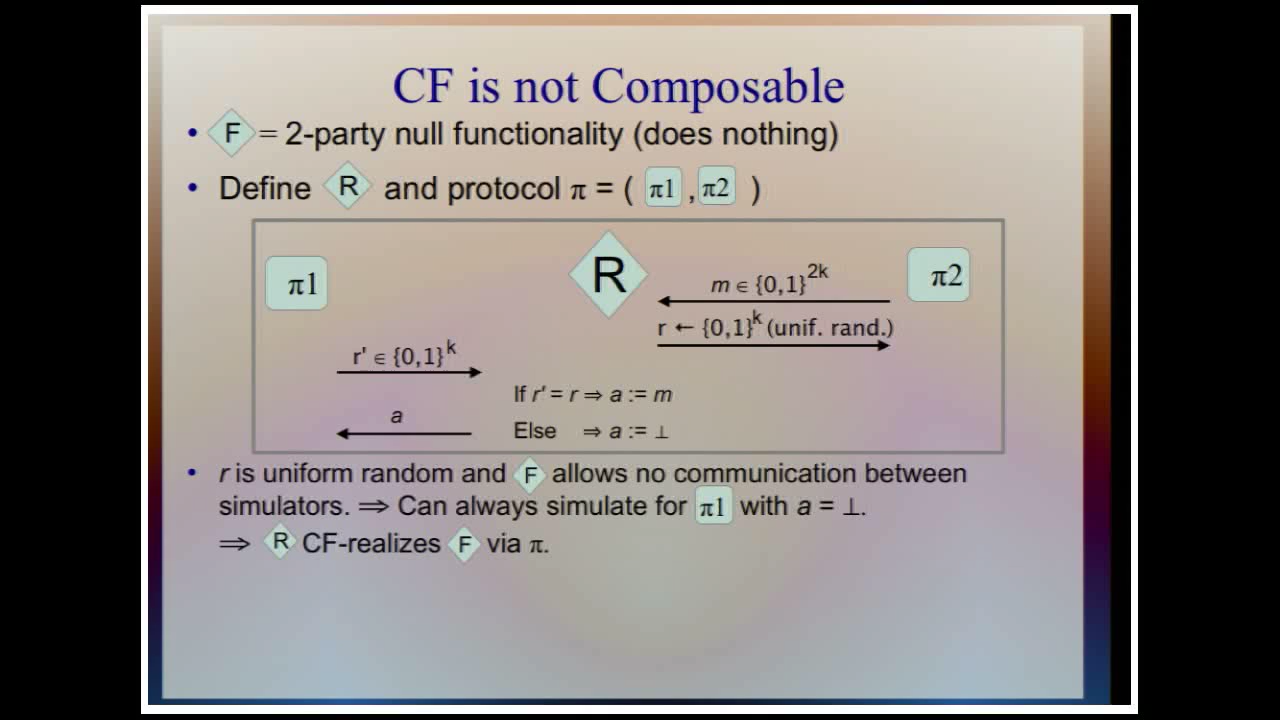 CF is not Composable
• F = 2-party null functionality (does nothing)
• Define R and protocol π = ( π1 , π2 )
π1 R π2
m ∈ {0,1}^2k
r ← {0,1}^k (unif. rand.)
r' ∈ {0,1}^k
If r' = r ⇒ a := m
a
Else ⇒ a := ⊥
• r is uniform random and F allows no communication between
simulators. ⇒ Can always simulate for π1 with a = ⊥.
⇒ R CF-realizes F via π.